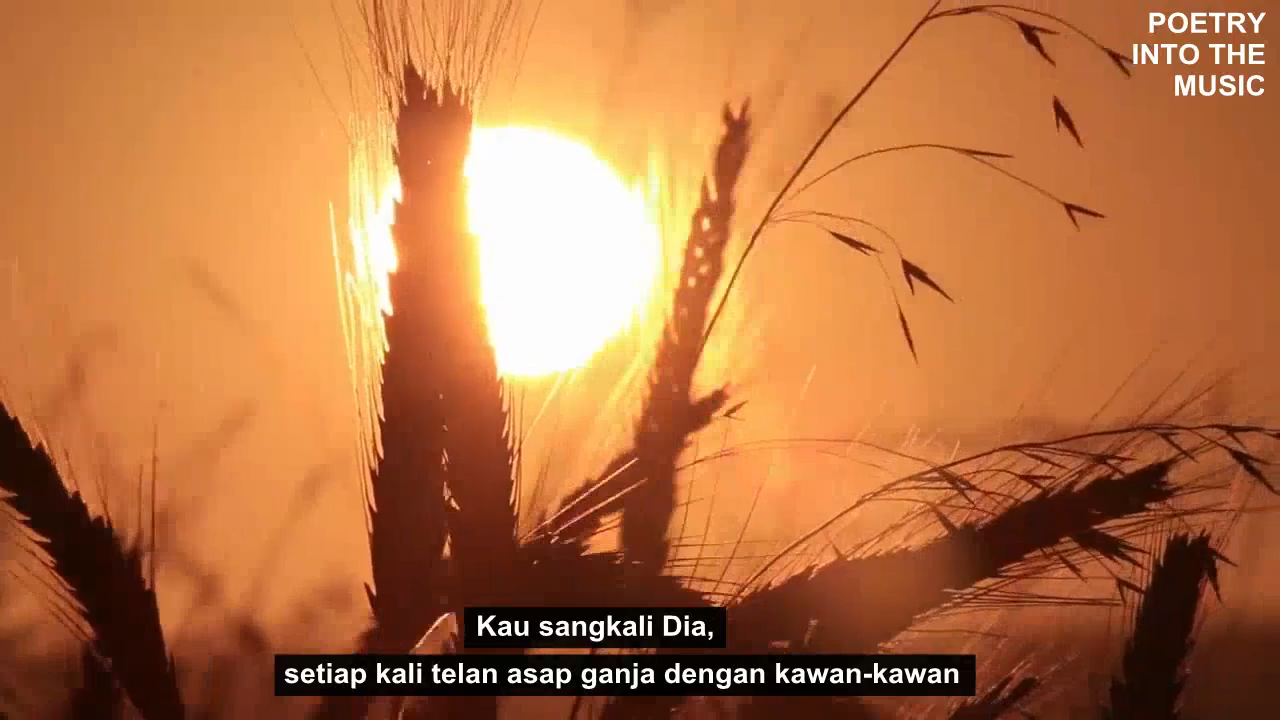 POETRY
INTO THE
MUSIC
Kau sangkali Dia,
setiap kali telan asap ganja dengan kawan-kawan